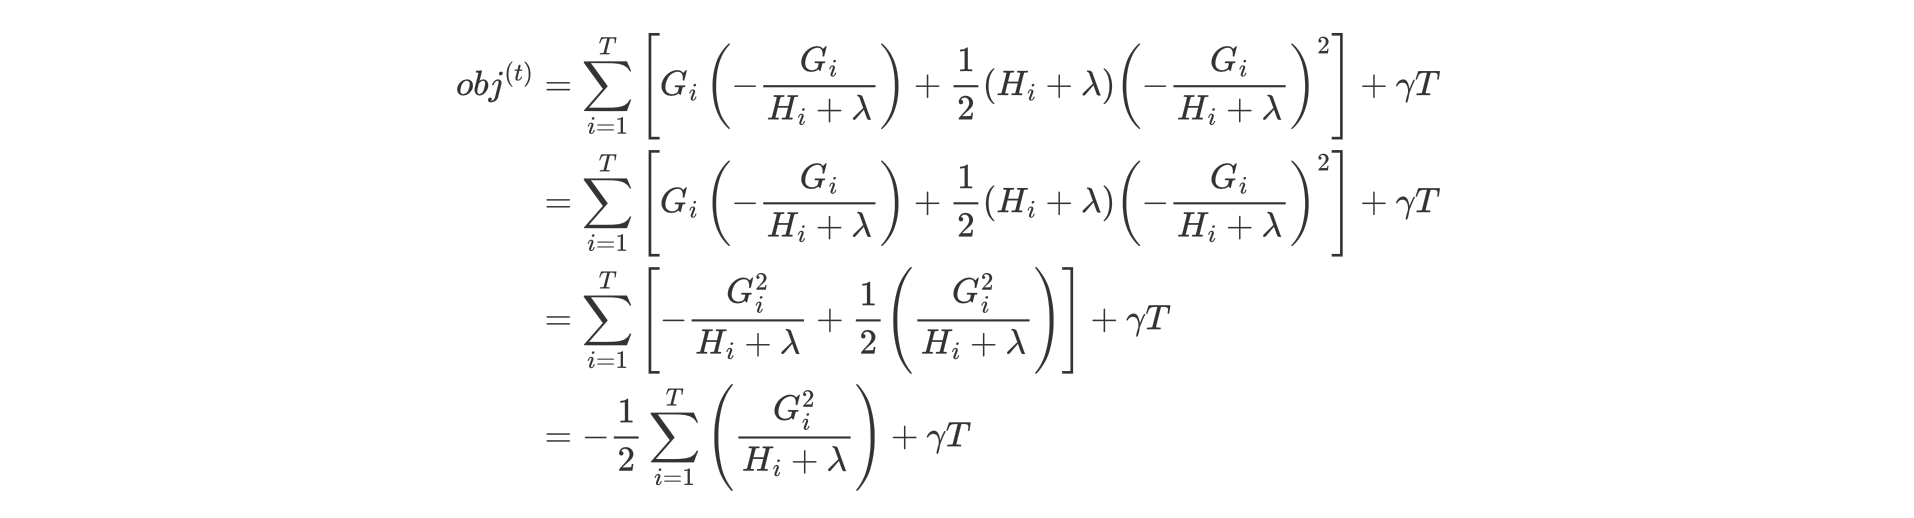 $obj^{(t)} = \sum_{i=1}^{T} \left[ G_i \left( -\frac{G_i}{H_i + \lambda} \right) + \frac{1}{2} (H_i + \lambda) \left( -\frac{G_i}{H_i + \lambda} \right)^2 \right] + \gamma T$
$= \sum_{i=1}^{T} \left[ G_i \left( -\frac{G_i}{H_i + \lambda} \right) + \frac{1}{2} (H_i + \lambda) \left( -\frac{G_i}{H_i + \lambda} \right)^2 \right] + \gamma T$
$= \sum_{i=1}^{T} \left[ -\frac{G_i^2}{H_i + \lambda} + \frac{1}{2} \left( \frac{G_i^2}{H_i + \lambda} \right) \right] + \gamma T$
$= -\frac{1}{2} \sum_{i=1}^{T} \left( \frac{G_i^2}{H_i + \lambda} \right) + \gamma T$